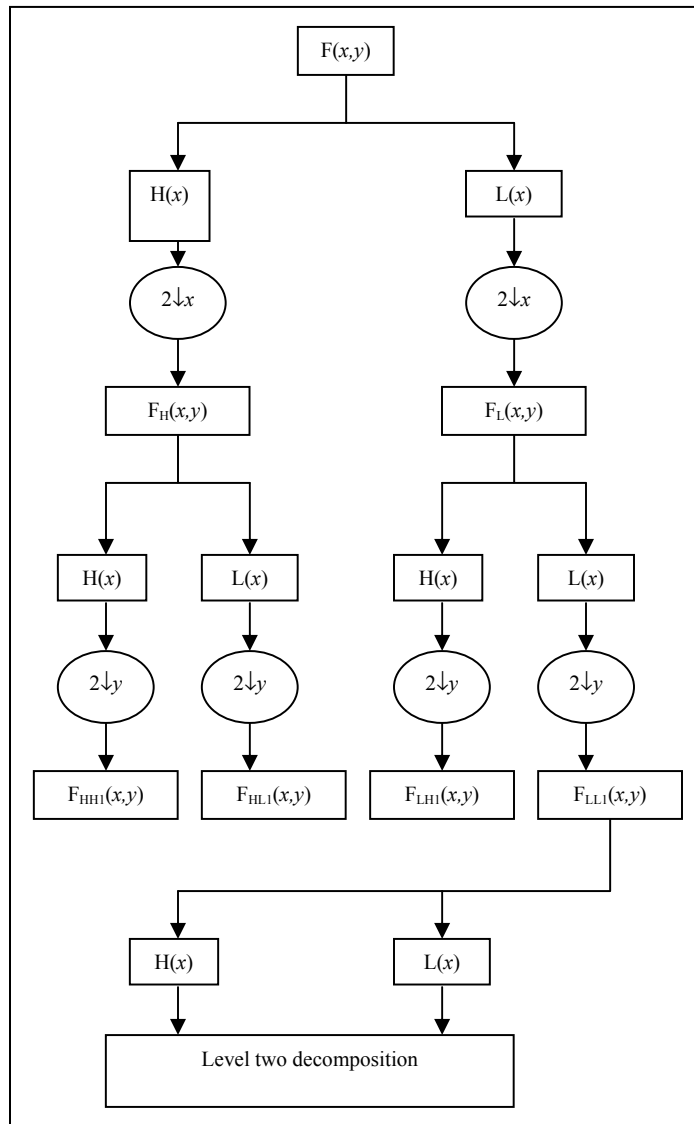 F(x,y)
H(x) L(x)
2↓x 2↓x
F_H(x,y) F_L(x,y)
H(x) L(x) H(x) L(x)
2↓y 2↓y 2↓y 2↓y
F_HH1(x,y) F_HL1(x,y) F_LH1(x,y) F_LL1(x,y)
H(x) L(x)
Level two decomposition